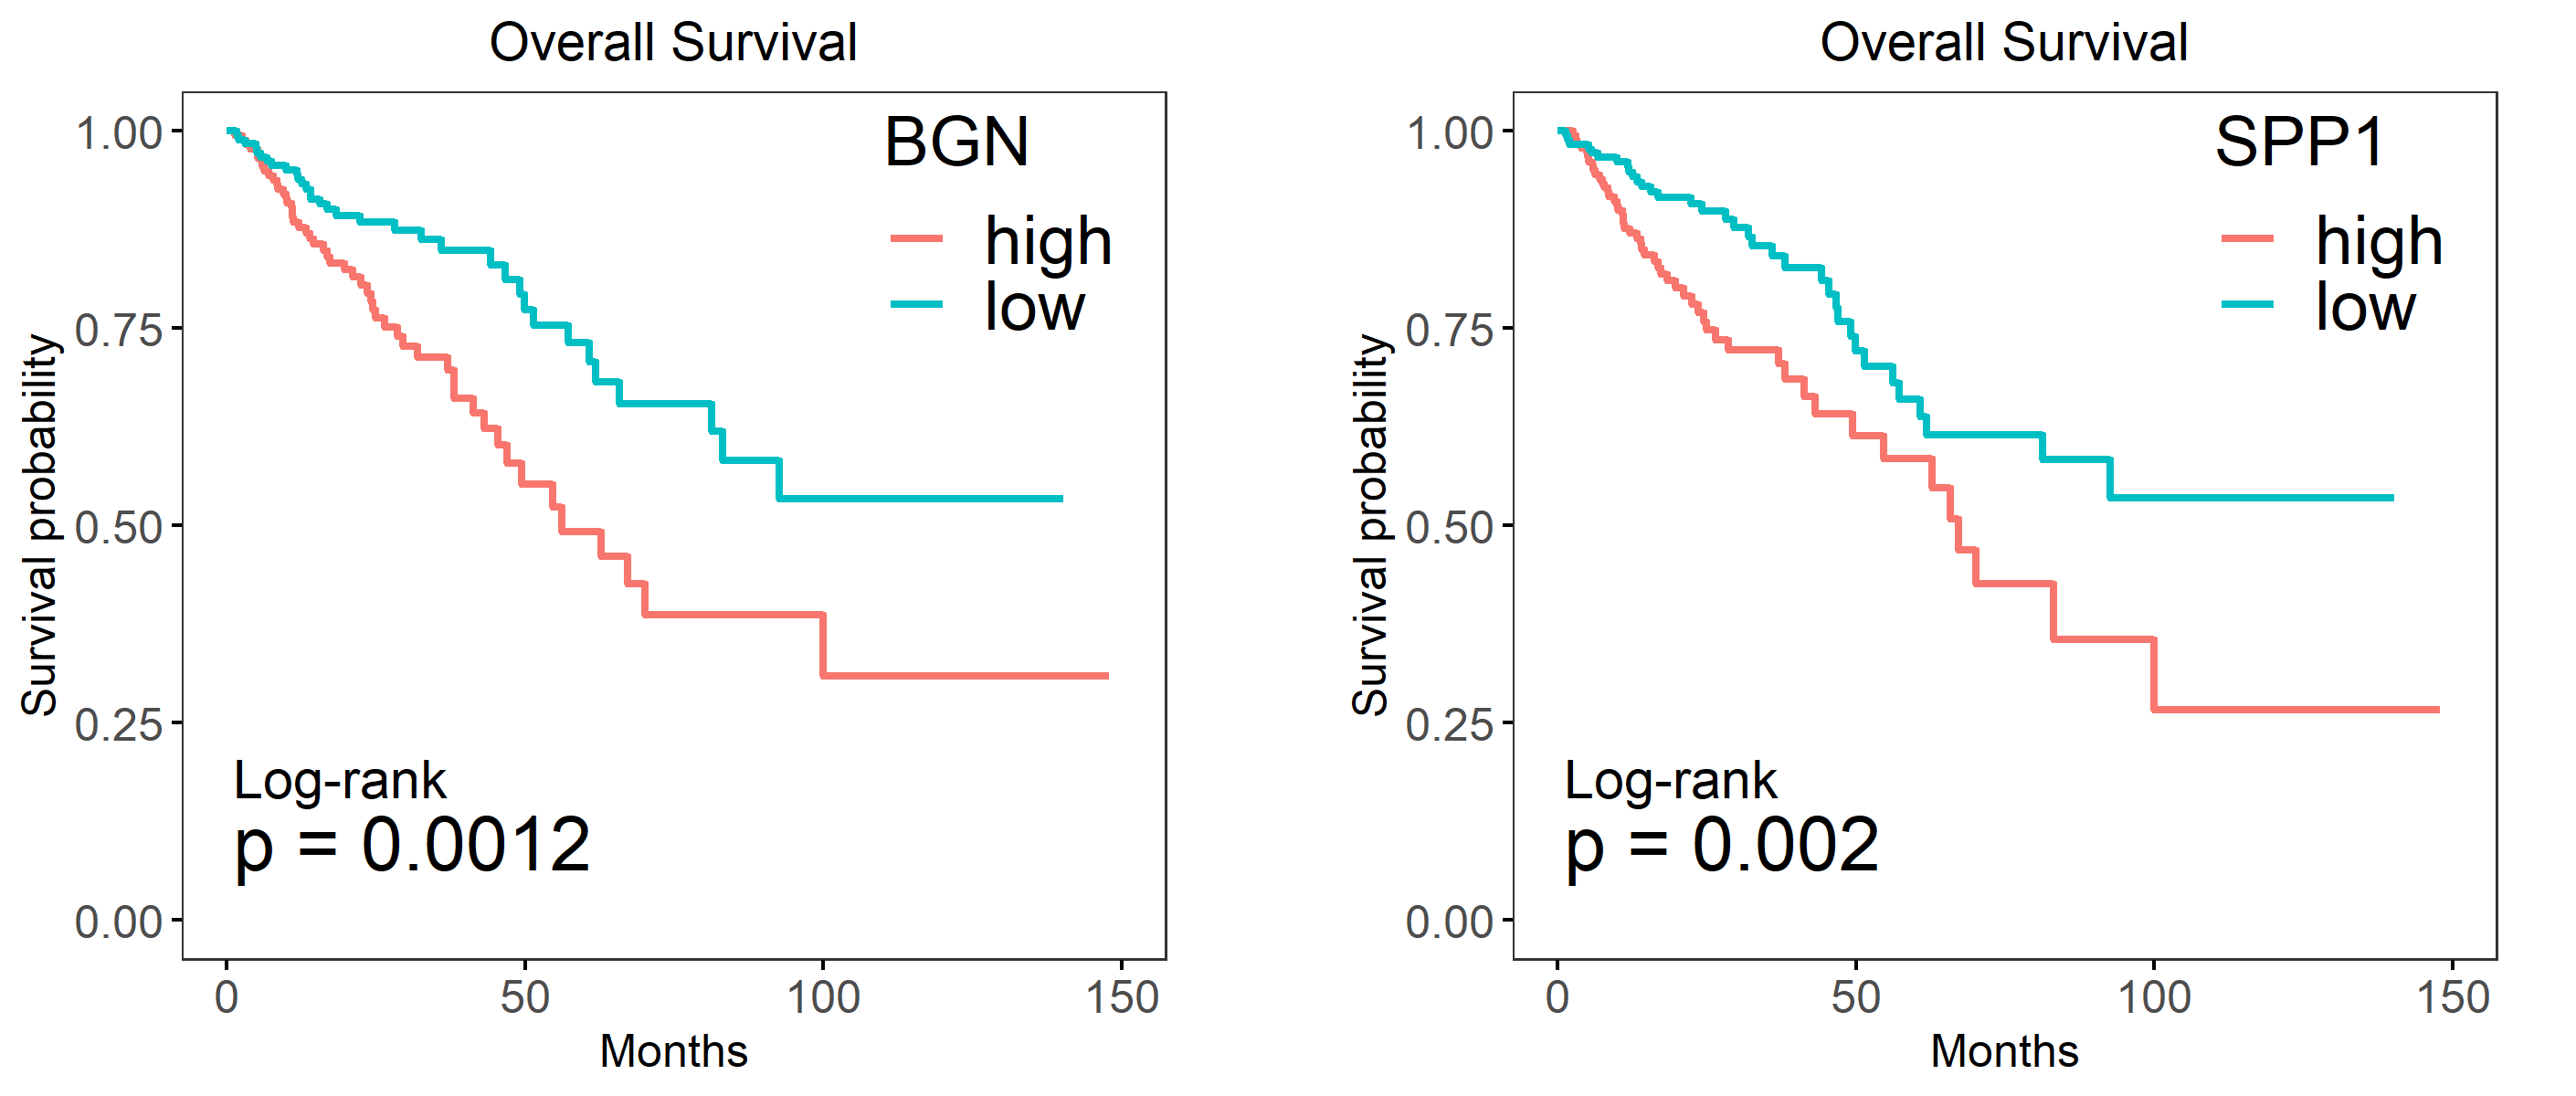 Overall Survival
BGN
high
low
Survival probability
1.00
0.75
0.50
0.25
0.00
Log-rank
p = 0.0012
0 50 100 150
Months
Overall Survival
SPP1
high
low
Survival probability
1.00
0.75
0.50
0.25
0.00
Log-rank
p = 0.002
0 50 100 150
Months